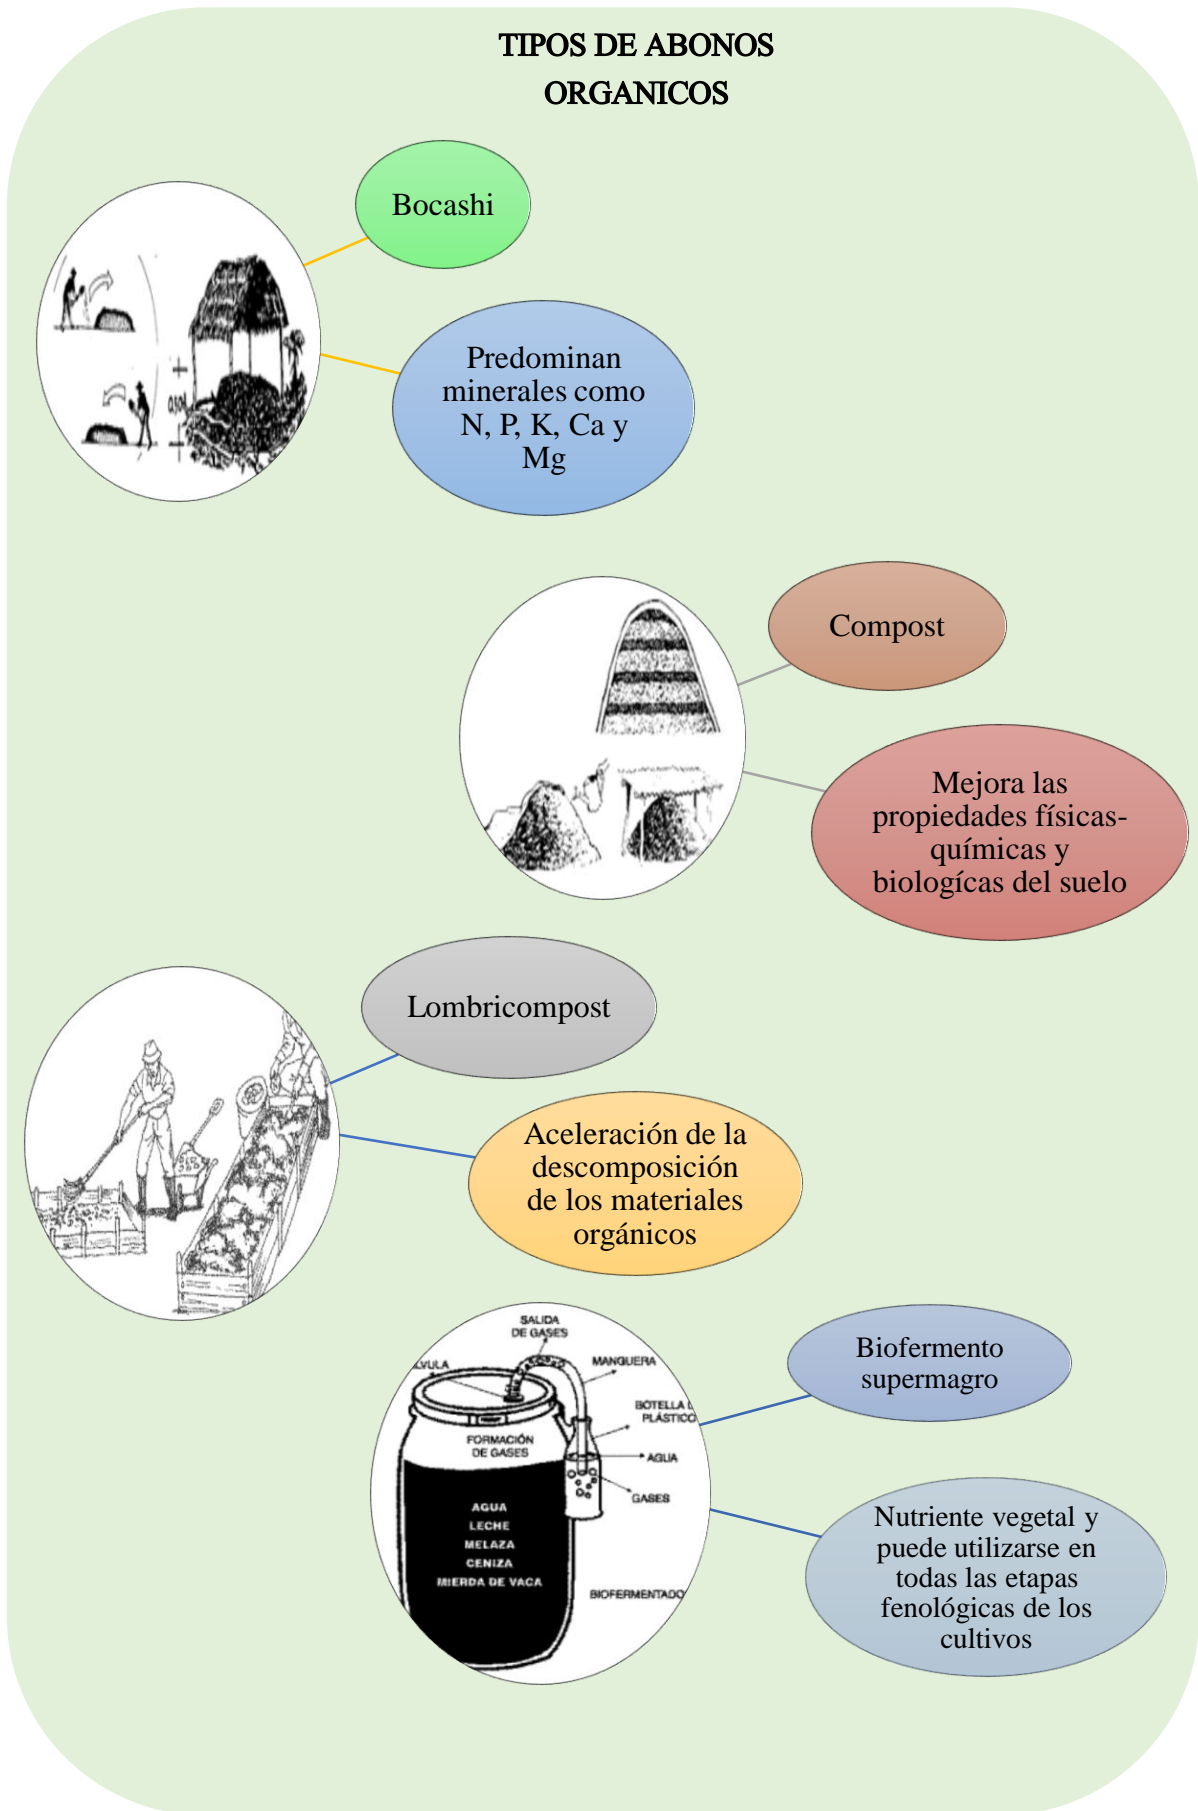 TIPOS DE ABONOS
ORGANICOS
Bocashi
Predominan
minerales como
N, P, K, Ca y
Mg
Compost
Mejora las
propiedades físicas-
químicas y
biologícas del suelo
Lombricompost
Aceleración de la
descomposición
de los materiales
orgánicos
SALIDA
DE GASES
MANGUERA
BOTELLA
PLÁSTICO
FORMACIÓN
DE GASES
AGUA
GASES
AGUA
LECHE
MELAZA
CENIZA
MIERDA DE VACA
BIOFERMENTADO
Biofermento
supermagro
Nutriente vegetal y
puede utilizarse en
todas las etapas
fenológicas de los
cultivos